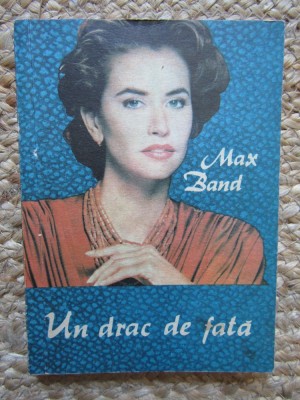 Max
Band
Un drac de fată